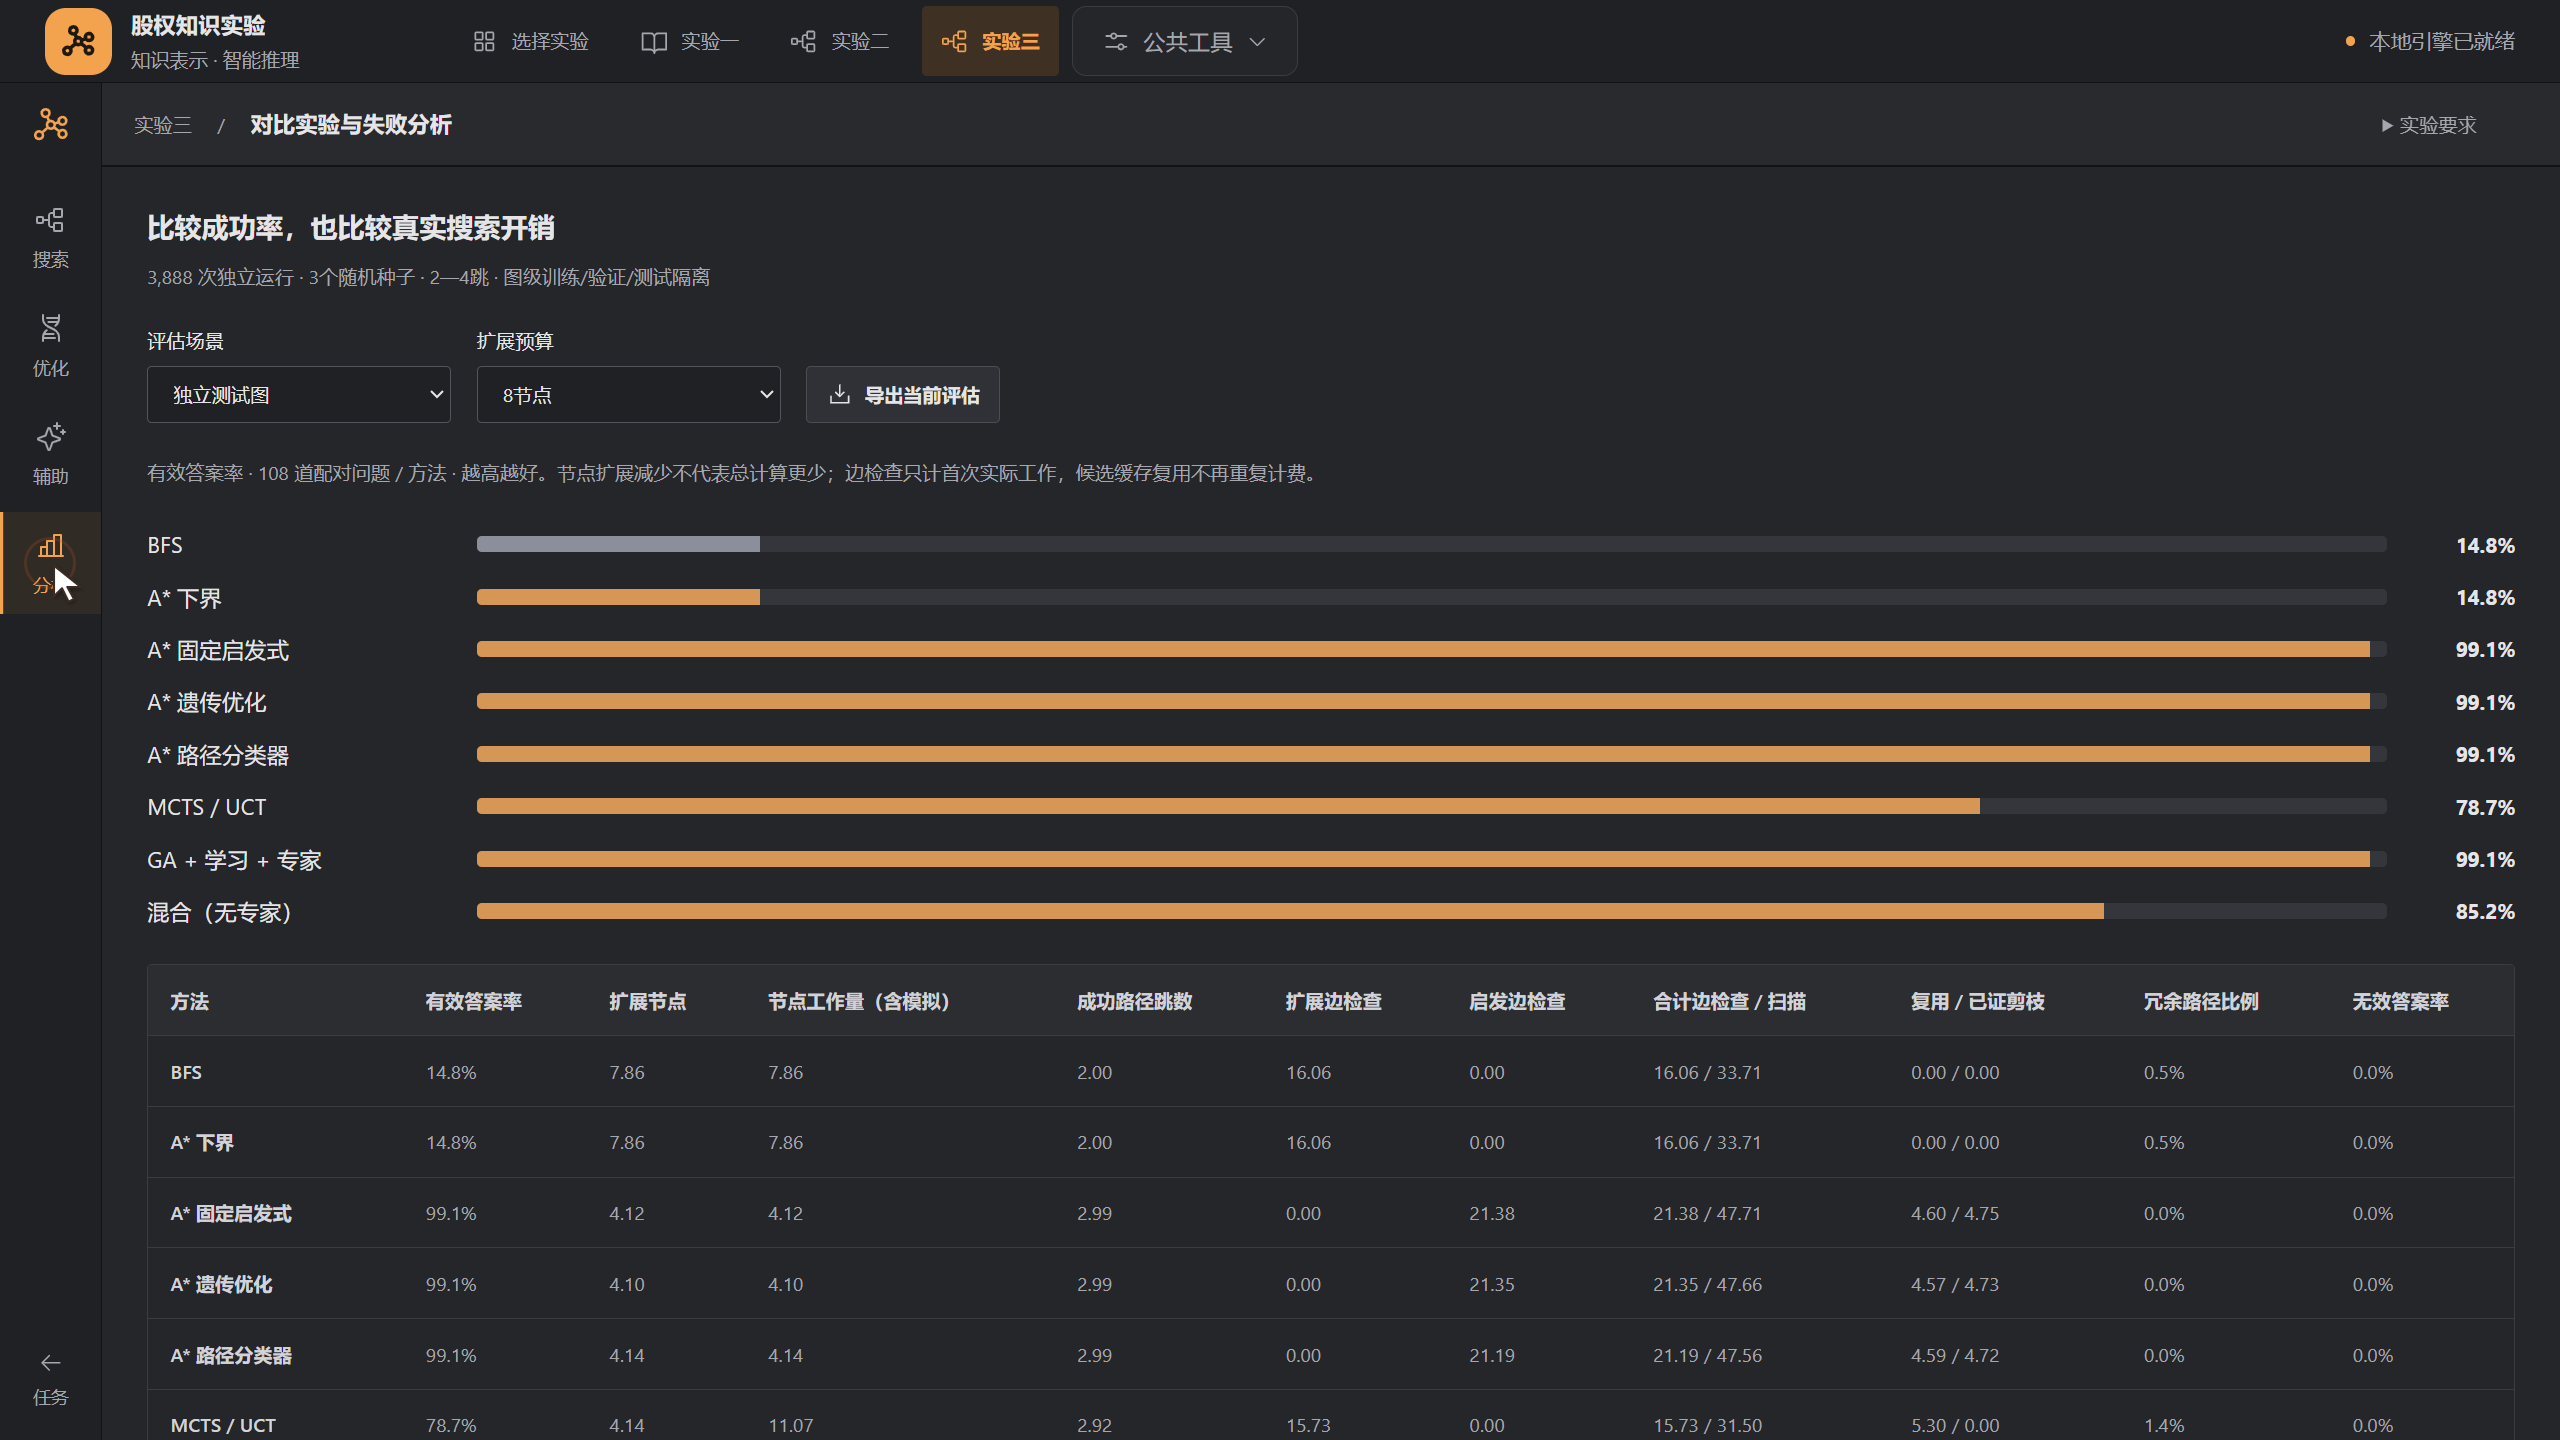 股权知识实验
知识表示 · 智能推理
选择实验
实验一
实验二
实验三
公共工具
本地引擎已就绪
实验三 / 对比实验与失败分析
▶ 实验要求
搜索
优化
辅助
任务
比较成功率，也比较真实搜索开销
3,888 次独立运行 · 3个随机种子 · 2—4跳 · 图级训练/验证/测试隔离
评估场景 扩展预算
独立测试图 8节点 导出当前评估
有效答案率 · 108 道配对问题 / 方法 · 越高越好。节点扩展减少不代表总计算更少；边检查只计首次实际工作，候选缓存复用不再重复计费。
BFS 14.8%
A* 下界 14.8%
A* 固定启发式 99.1%
A* 遗传优化 99.1%
A* 路径分类器 99.1%
MCTS / UCT 78.7%
GA + 学习 + 专家 99.1%
混合（无专家） 85.2%
方法 有效答案率 扩展节点 节点工作量（含模拟） 成功路径跳数 扩展边检查 启发边检查 合计边检查 / 扫描 复用 / 已证剪枝 冗余路径比例 无效答案率
BFS 14.8% 7.86 7.86 2.00 16.06 0.00 16.06 / 33.71 0.00 / 0.00 0.5% 0.0%
A* 下界 14.8% 7.86 7.86 2.00 16.06 0.00 16.06 / 33.71 0.00 / 0.00 0.5% 0.0%
A* 固定启发式 99.1% 4.12 4.12 2.99 0.00 21.38 21.38 / 47.71 4.60 / 4.75 0.0% 0.0%
A* 遗传优化 99.1% 4.10 4.10 2.99 0.00 21.35 21.35 / 47.66 4.57 / 4.73 0.0% 0.0%
A* 路径分类器 99.1% 4.14 4.14 2.99 0.00 21.19 21.19 / 47.56 4.59 / 4.72 0.0% 0.0%
MCTS / UCT 78.7% 4.14 11.07 2.92 15.73 0.00 15.73 / 31.50 5.30 / 0.00 1.4% 0.0%